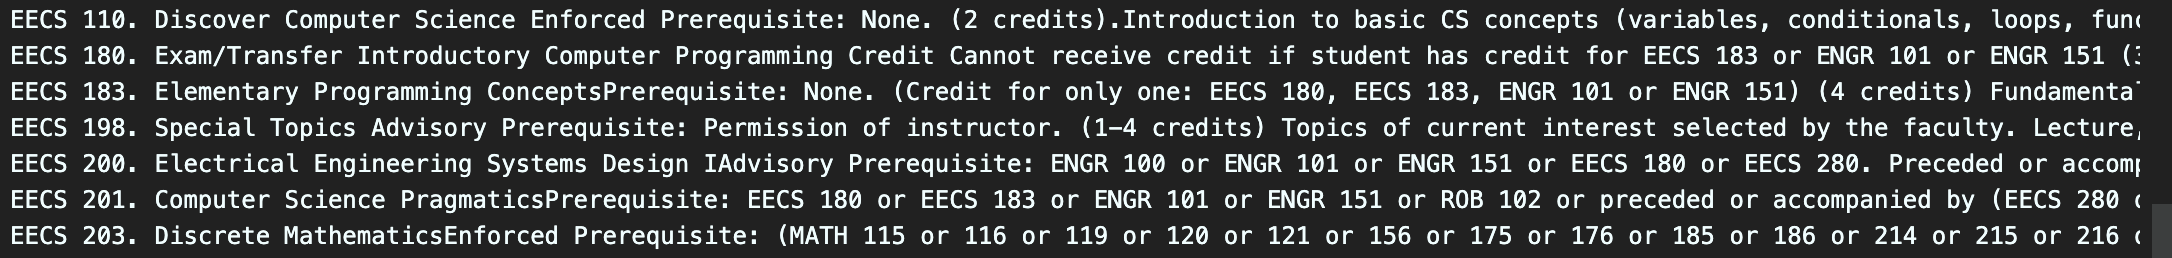 EECS 110. Discover Computer Science Enforced Prerequisite: None. (2 credits).Introduction to basic CS concepts (variables, conditionals, loops, func
EECS 180. Exam/Transfer Introductory Computer Programming Credit Cannot receive credit if student has credit for EECS 183 or ENGR 101 or ENGR 151 (3
EECS 183. Elementary Programming ConceptsPrerequisite: None. (Credit for only one: EECS 180, EECS 183, ENGR 101 or ENGR 151) (4 credits) Fundamental
EECS 198. Special Topics Advisory Prerequisite: Permission of instructor. (1–4 credits) Topics of current interest selected by the faculty. Lecture,
EECS 200. Electrical Engineering Systems Design IAdvisory Prerequisite: ENGR 100 or ENGR 101 or ENGR 151 or EECS 180 or EECS 280. Preceded or accomp
EECS 201. Computer Science PragmaticsPrerequisite: EECS 180 or EECS 183 or ENGR 101 or ENGR 151 or ROB 102 or preceded or accompanied by (EECS 280
EECS 203. Discrete MathematicsEnforced Prerequisite: (MATH 115 or 116 or 119 or 120 or 121 or 156 or 175 or 176 or 185 or 186 or 214 or 215 or 216